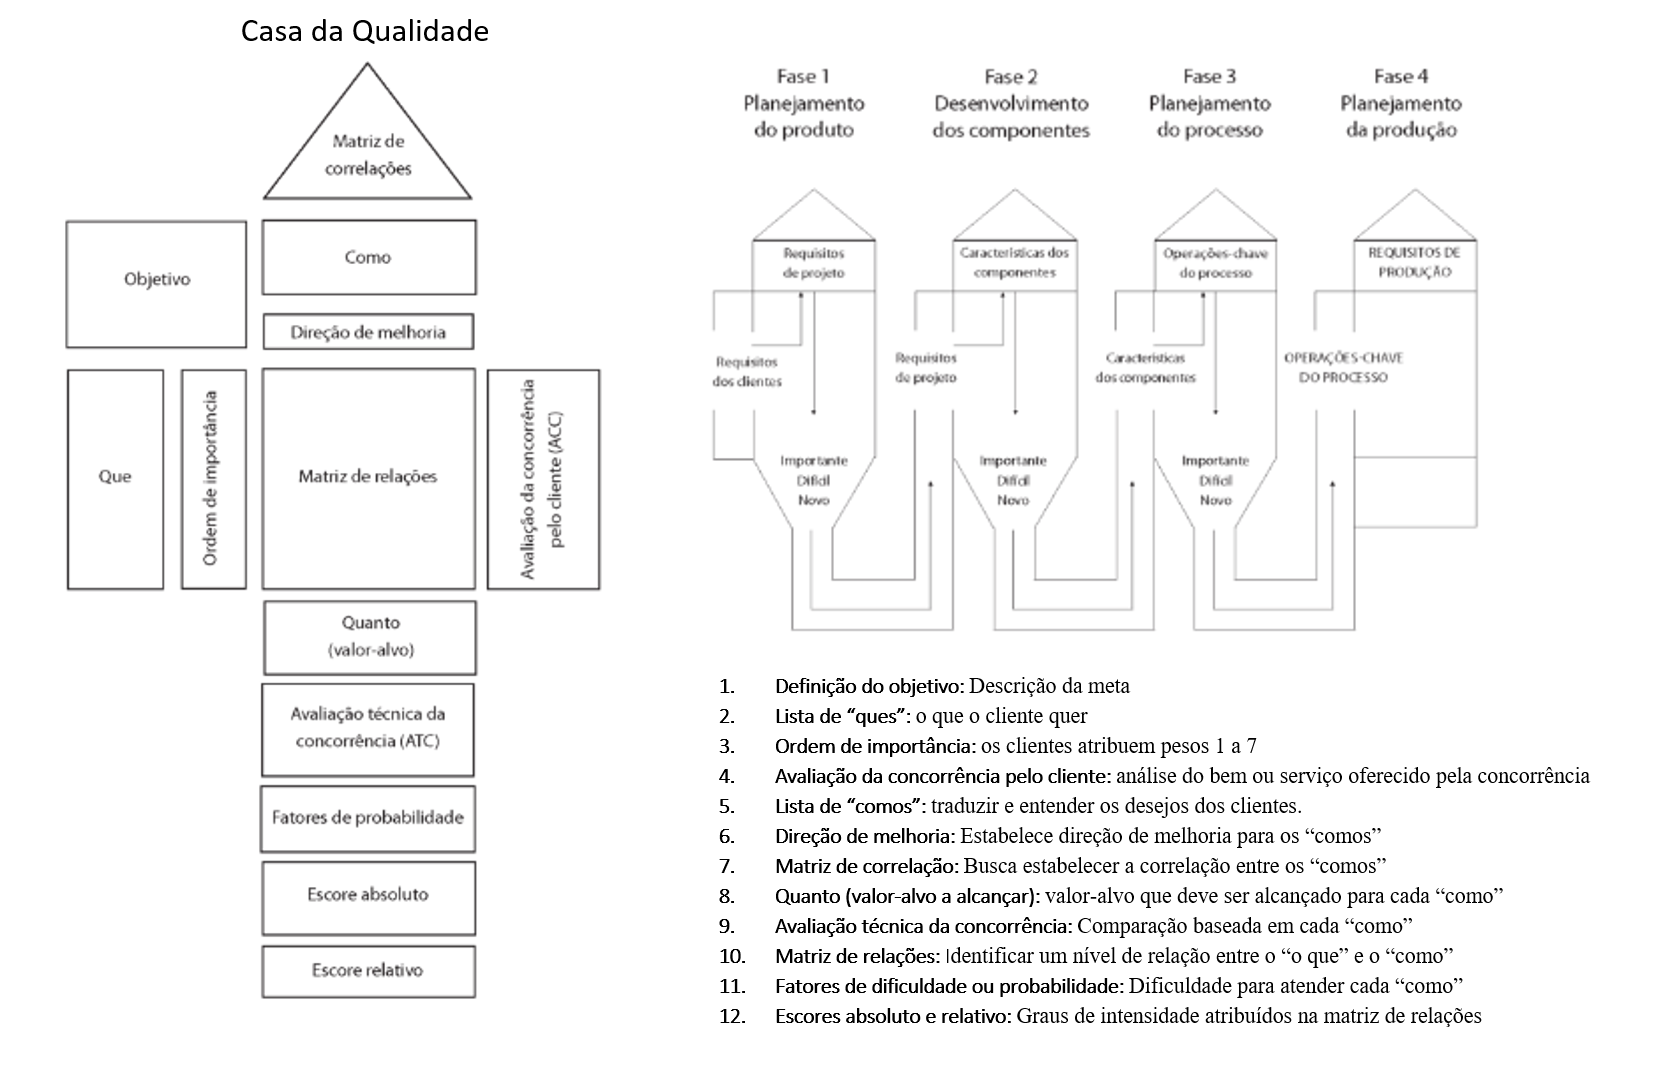 Casa da Qualidade
Matriz de
correlações
Objetivo
Como
Direção de melhoria
Que
Ordem de importância
Matriz de relações
Avaliação da concorrência
pelo cliente (ACC)
Quanto
(valor-alvo)
Avaliação técnica da
concorrência (ATC)
Fatores de probabilidade
Escore absoluto
Escore relativo
Fase 1
Planejamento
do produto
Fase 2
Desenvolvimento
dos componentes
Fase 3
Planejamento
do processo
Fase 4
Planejamento
da produção
Requisitos
de projeto
Características dos
componentes
Operações-chave
do processo
REQUISITOS DE
PRODUÇÃO
Requisitos
dos clientes
Requisitos
de projeto
Características
dos componentes
OPERAÇÕES-CHAVE
DO PROCESSO
Importante
Difícil
Novo
Importante
Difícil
Novo
Importante
Difícil
Novo
1. Definição do objetivo: Descrição da meta
2. Lista de “ques”: o que o cliente quer
3. Ordem de importância: os clientes atribuem pesos 1 a 7
4. Avaliação da concorrência pelo cliente: análise do bem ou serviço oferecido pela concorrência
5. Lista de “comos”: traduzir e entender os desejos dos clientes.
6. Direção de melhoria: Estabelece direção de melhoria para os “comos”
7. Matriz de correlação: Busca estabelecer a correlação entre os “comos”
8. Quanto (valor-alvo a alcançar): valor-alvo que deve ser alcançado para cada “como”
9. Avaliação técnica da concorrência: Comparação baseada em cada “como”
10. Matriz de relações: Identificar um nível de relação entre o “o que” e o “como”
11. Fatores de dificuldade ou probabilidade: Dificuldade para atender cada “como”
12. Escores absoluto e relativo: Graus de intensidade atribuídos na matriz de relações